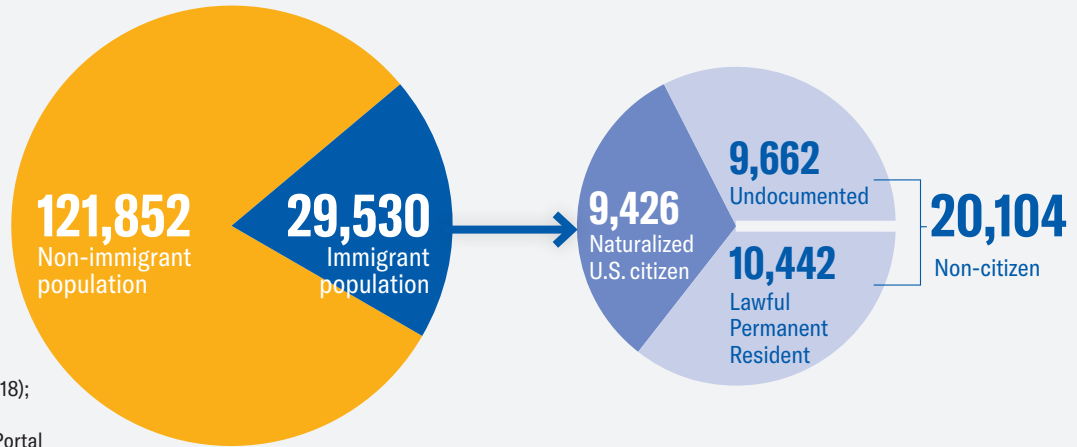 121,852
Non-immigrant
population
29,530
Immigrant
population
9,426
Naturalized
U.S. citizen
9,662
Undocumented
10,442
Lawful
Permanent
Resident
20,104
Non-citizen
18);
Portal